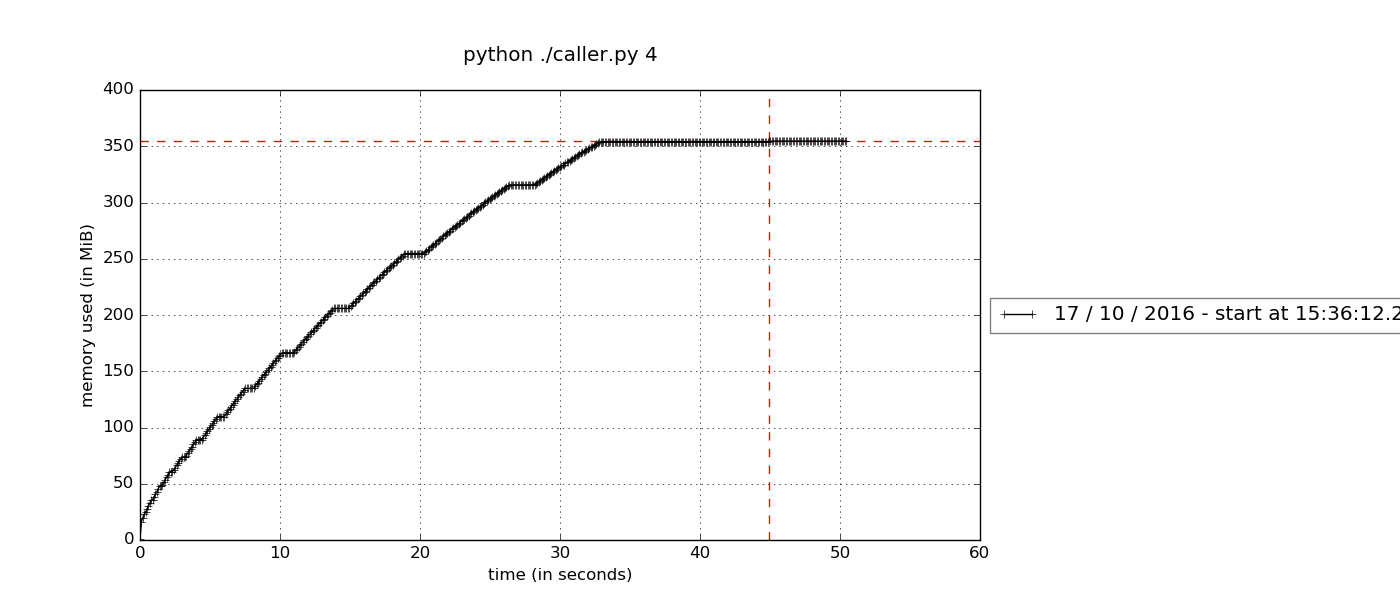 python ./caller.py 4
400
350
300
250
200
150
100
50
0
memory used (in MiB)
0 10 20 30 40 50 60
time (in seconds)
17 / 10 / 2016 - start at 15:36:12.2